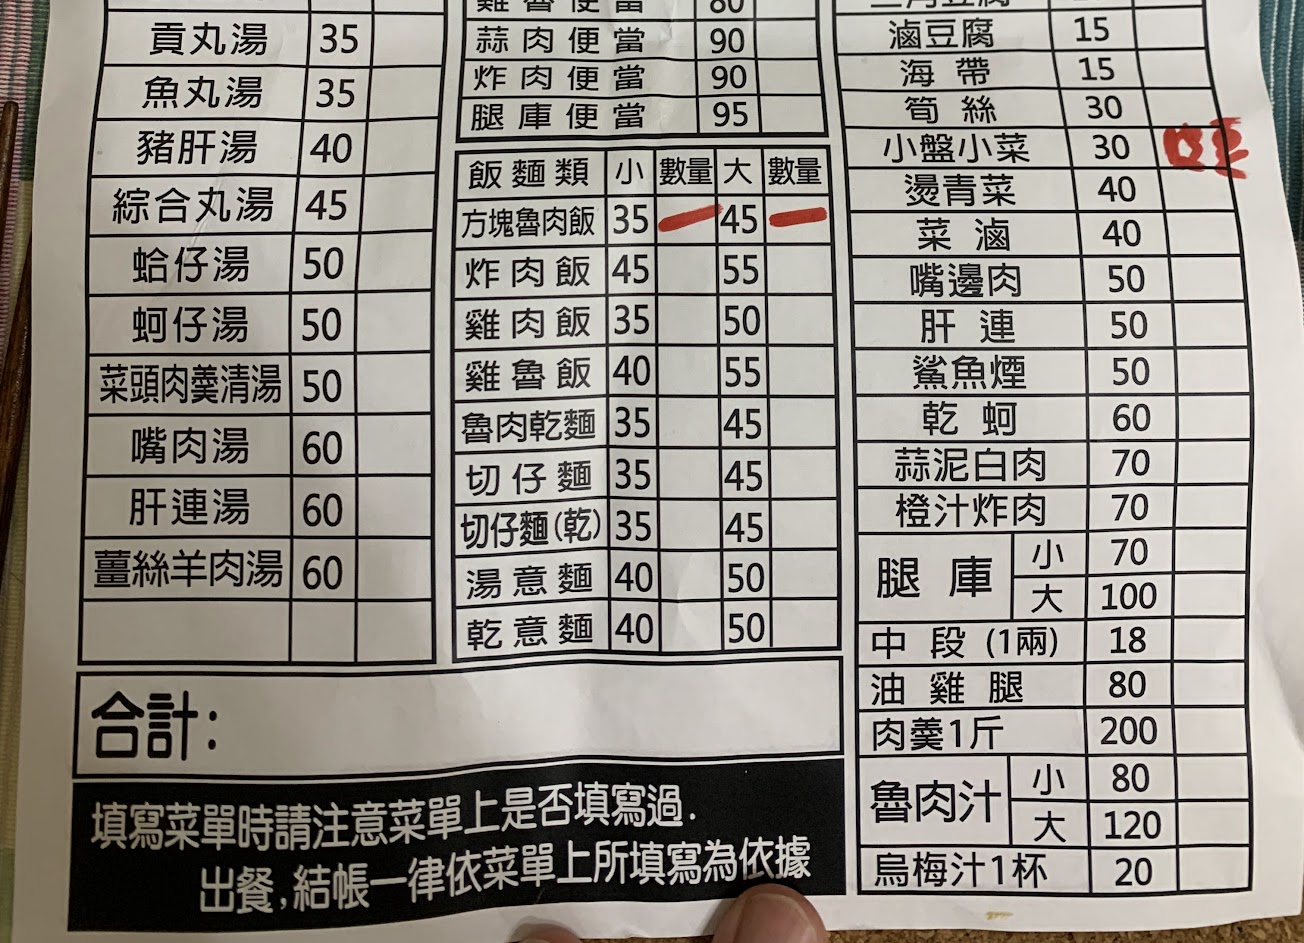 貢丸湯 35
魚丸湯 35
豬肝湯 40
綜合丸湯 45
蛤仔湯 50
蚵仔湯 50
菜頭肉羹清湯 50
嘴肉湯 60
肝連湯 60
薑絲羊肉湯 60
雞魯便當 80
蒜肉便當 90
炸肉便當 90
腿庫便當 95
飯麵類 小 數量 大 數量
方塊魯肉飯 35 一 45 一
炸肉飯 45 55
雞肉飯 35 50
雞魯飯 40 55
魯肉乾麵 35 45
切仔麵 35 45
切仔麵(乾) 35 45
湯意麵 40 50
乾意麵 40 50
三角豆腐
滷豆腐 15
海帶 15
筍絲 30
小盤小菜 30
燙青菜 40
菜滷 40
嘴邊肉 50
肝連 50
鯊魚煙 50
乾蚵 60
蒜泥白肉 70
橙汁炸肉 70
腿庫 小 70
大 100
中段(1兩) 18
油雞腿 80
肉羹1斤 200
魯肉汁 小 80
大 120
烏梅汁1杯 20
合計:
填寫菜單時請注意菜單上是否填寫過.
出餐,結帳一律依菜單上所填寫為依據